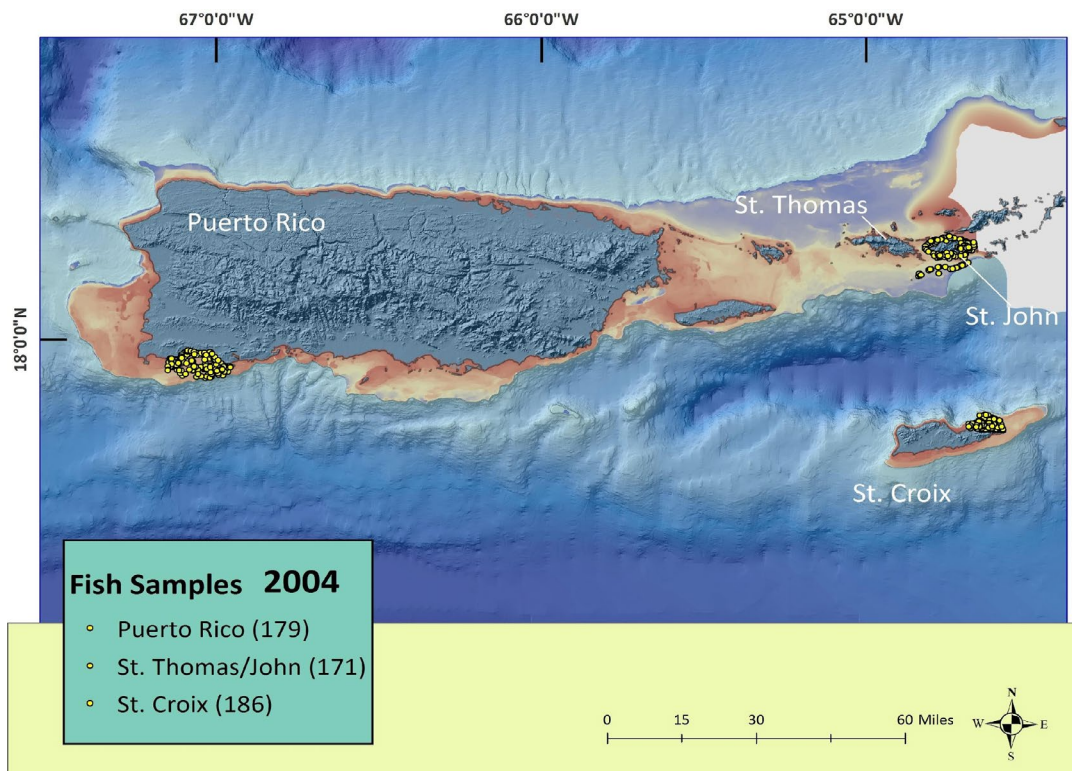 67°0'0"W 66°0'0"W 65°0'0"W
Puerto Rico
St. Thomas
St. John
18°0'0"N
St. Croix
Fish Samples 2004
Puerto Rico (179)
St. Thomas/John (171)
St. Croix (186)
0 15 30 60 Miles
N
W E
S